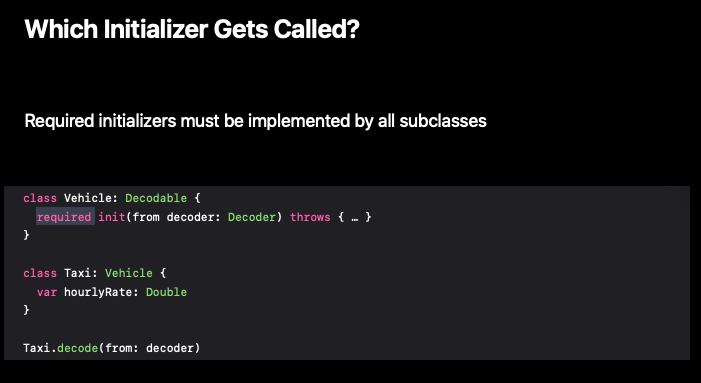 Which Initializer Gets Called?
Required initializers must be implemented by all subclasses
class Vehicle: Decodable {
  required init(from decoder: Decoder) throws { … }
}
class Taxi: Vehicle {
  var hourlyRate: Double
}
Taxi.decode(from: decoder)